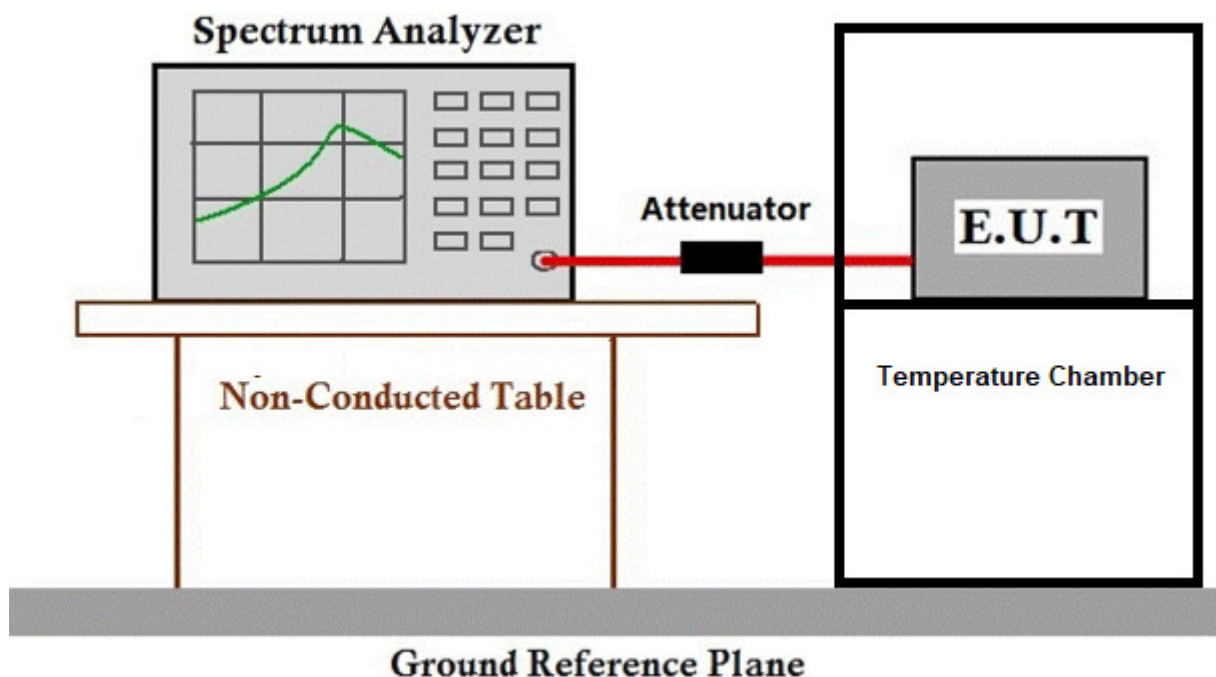 Spectrum Analyzer
Attenuator
E.U.T
Temperature Chamber
Non-Conducted Table
Ground Reference Plane